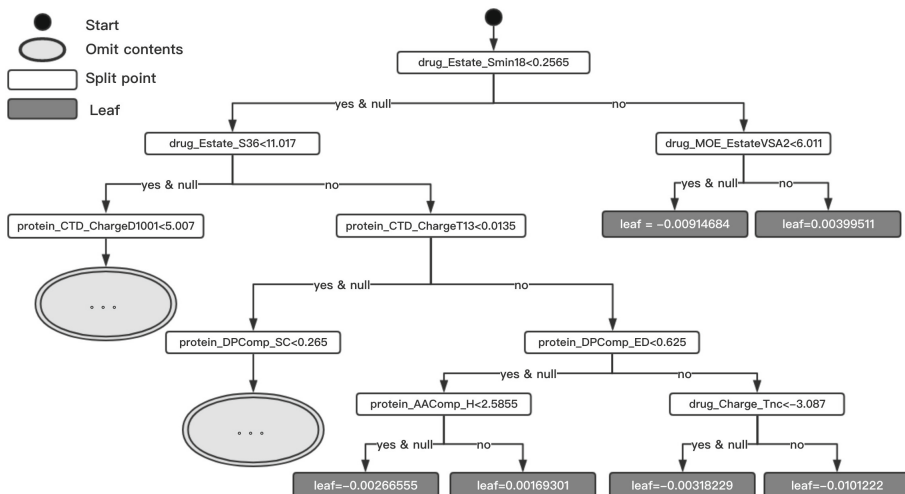 Start
Omit contents
Split point
Leaf
drug_Estate_Smin18<0.2565
yes & null
no
drug_Estate_S36<11.017
drug_MOE_EstateVSA2<6.011
yes & null
no
yes & null
no
protein_CTD_ChargeD1001<5.007
protein_CTD_ChargeT13<0.0135
leaf = -0.00914684
leaf=0.00399511
. . .
yes & null
no
protein_DPComp_SC<0.265
protein_DPComp_ED<0.625
yes & null
no
. . .
protein_AAComp_H<2.5855
drug_Charge_Tnc<-3.087
yes & null
no
yes & null
no
leaf=-0.00266555
leaf=0.00169301
leaf=-0.00318229
leaf=-0.0101222